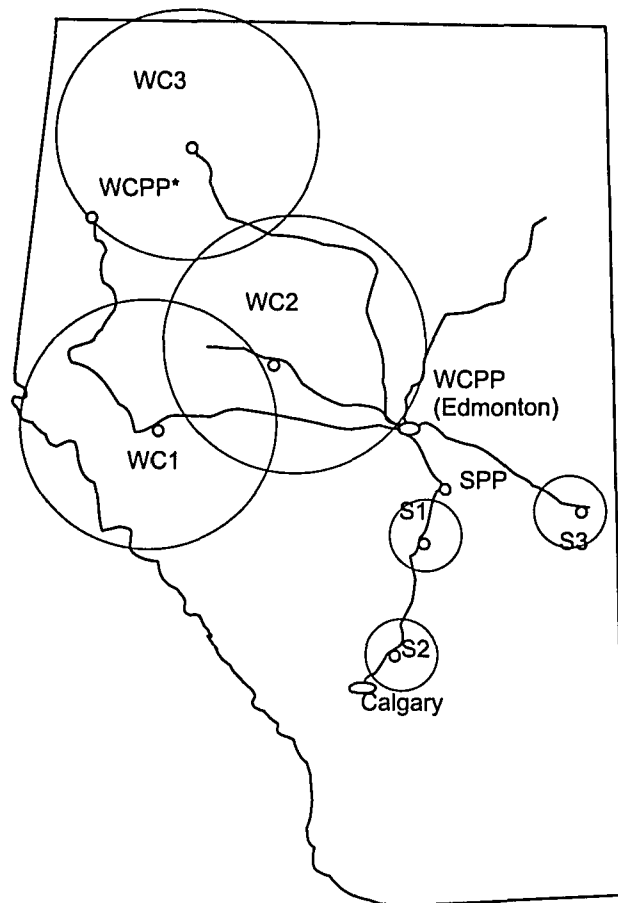 WC3
WCPP*
WC2
WCPP
(Edmonton)
WC1
SPP
S1
S3
S2
Calgary